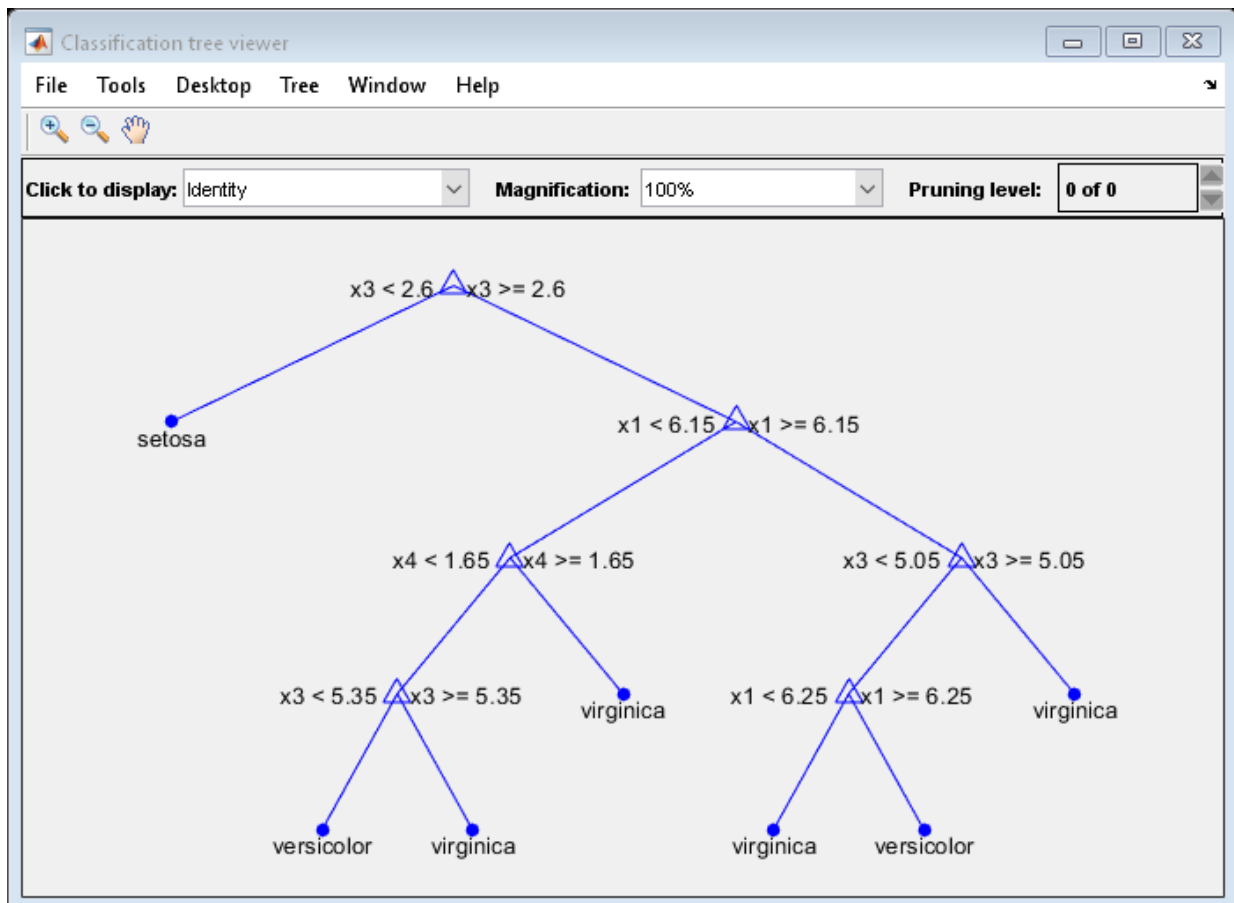 Classification tree viewer
File Tools Desktop Tree Window Help
Click to display: Identity Magnification: 100% Pruning level: 0 of 0
x3 < 2.6 x3 >= 2.6
setosa
x1 < 6.15 x1 >= 6.15
x4 < 1.65 x4 >= 1.65
x3 < 5.05 x3 >= 5.05
x3 < 5.35 x3 >= 5.35
virginica
x1 < 6.25 x1 >= 6.25
virginica
versicolor
virginica
virginica
versicolor